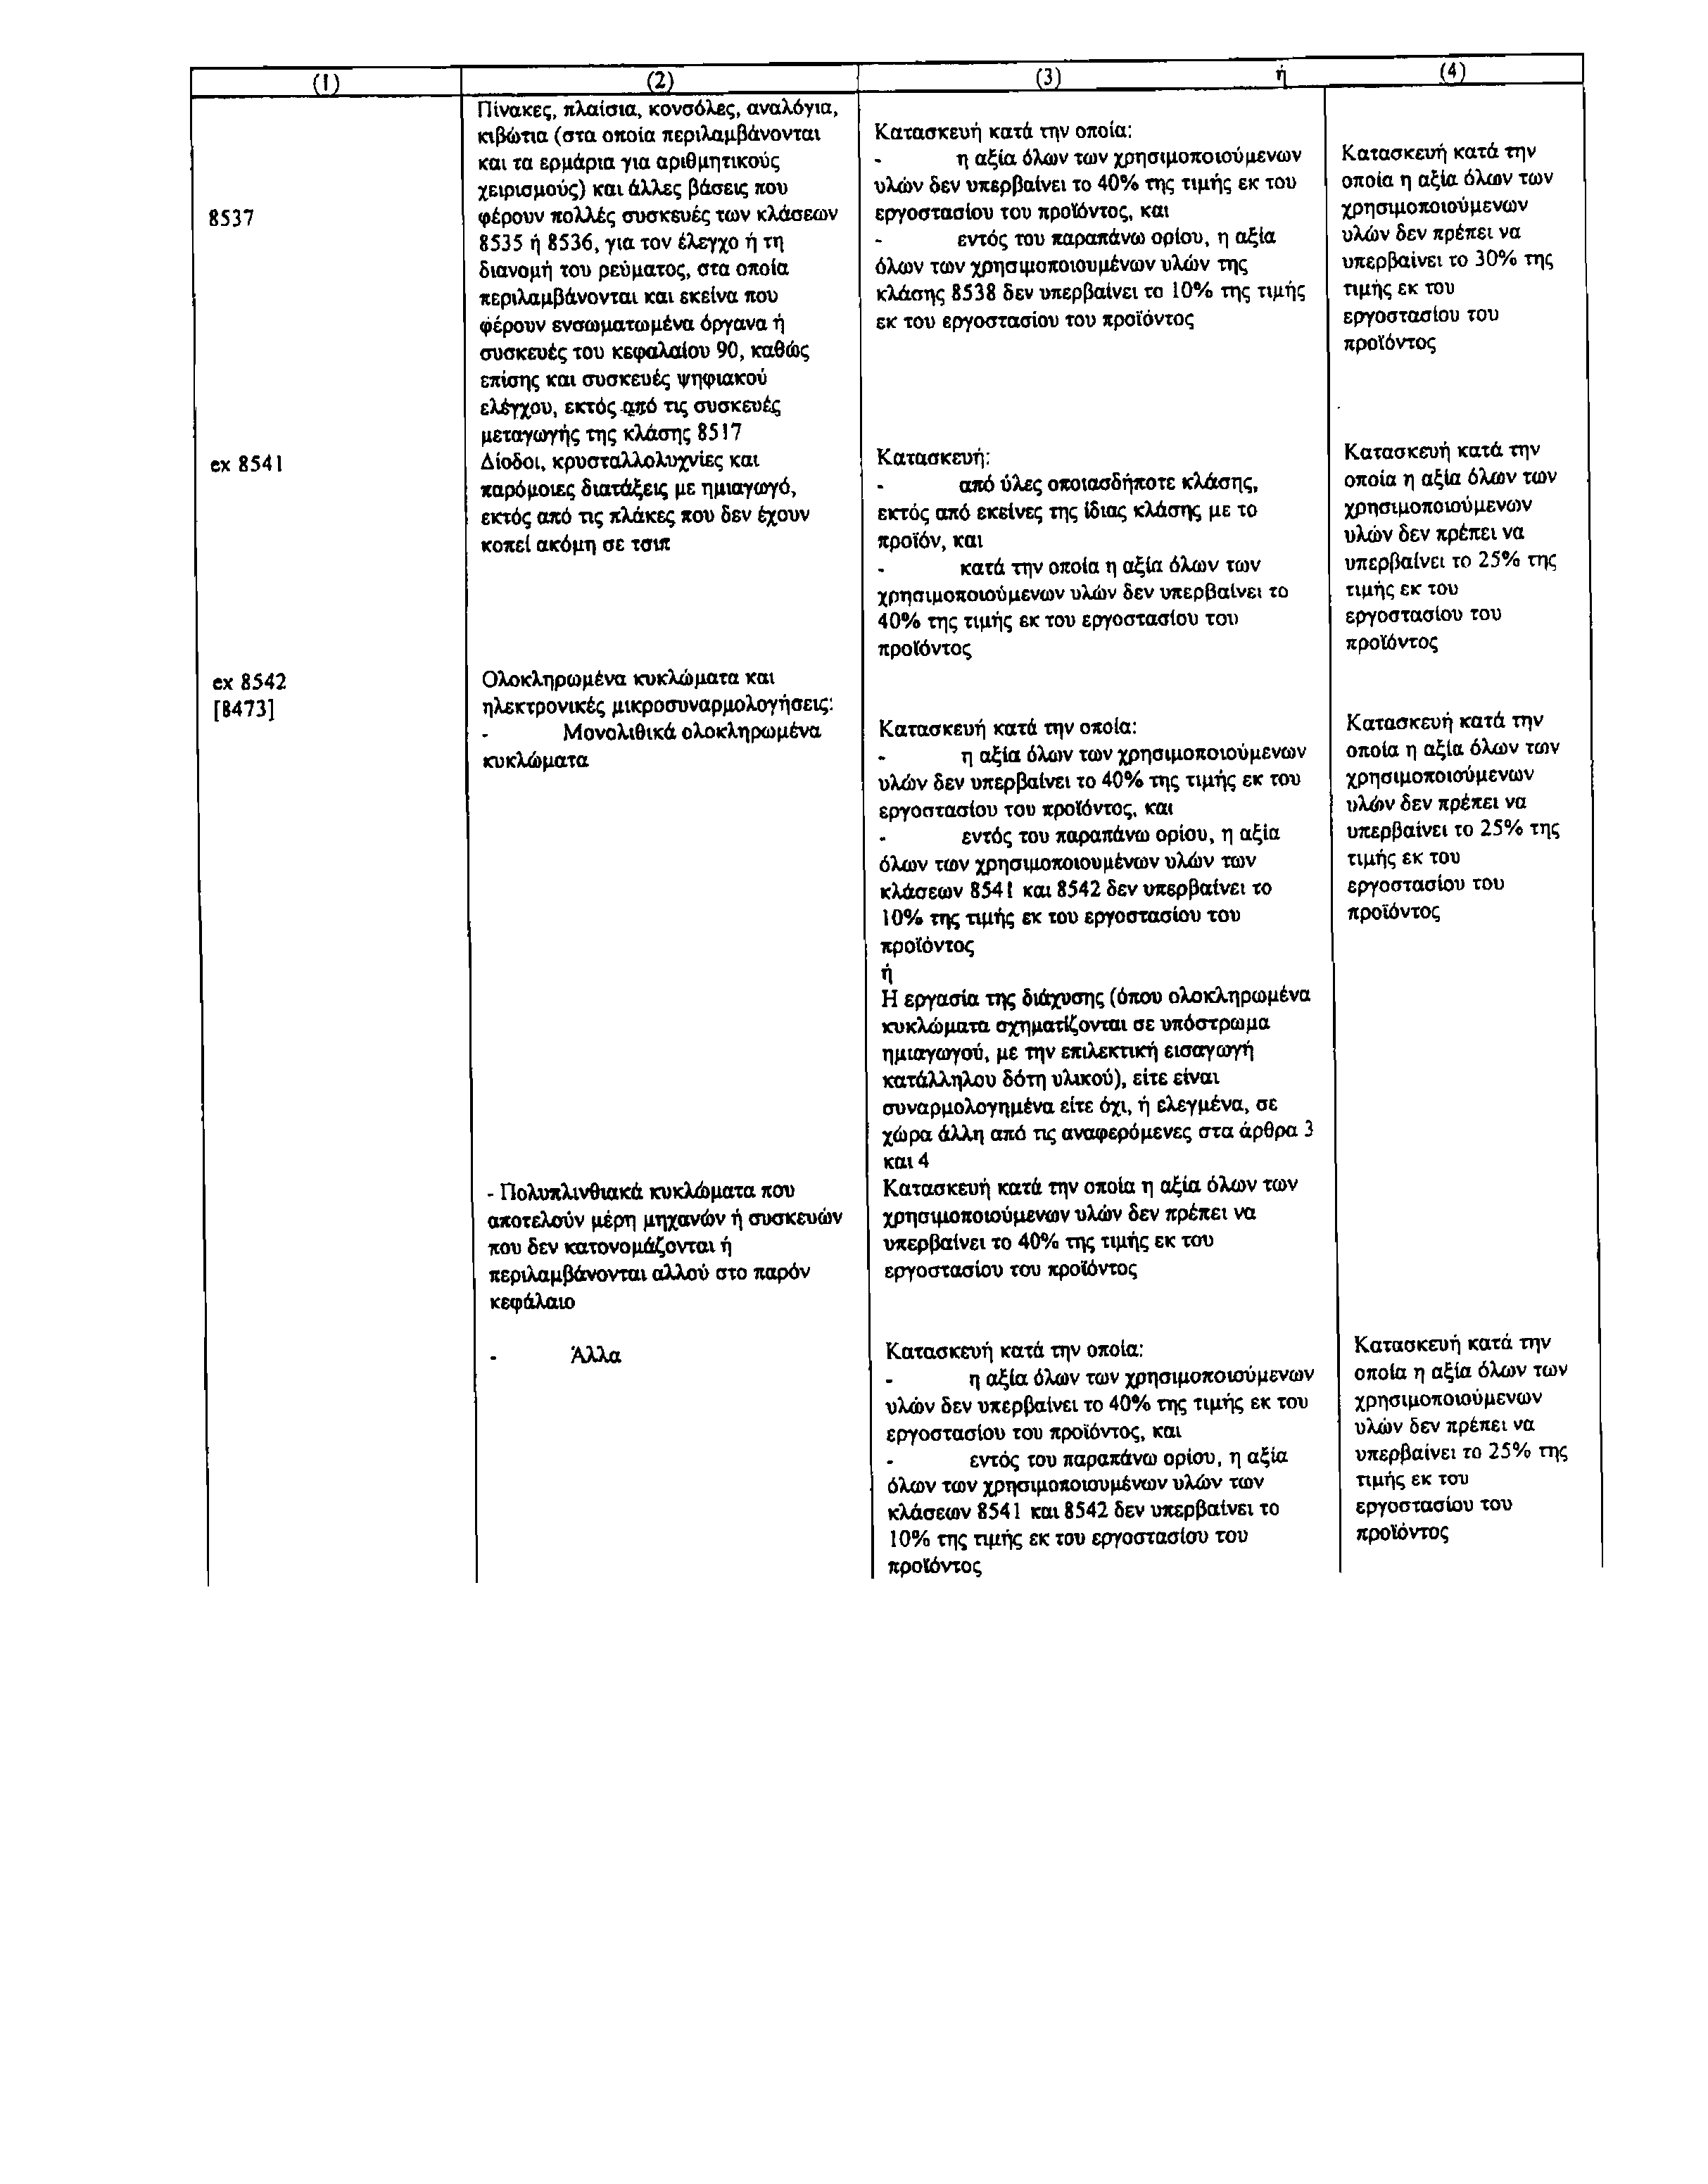 (1) (2) (3) ή (4)
8537
Πίνακες, πλαίσια, κονσόλες, αναλόγια,
κιβώτια (στα οποία περιλαμβάνονται
και τα ερμάρια για αριθμητικούς
χειρισμούς) και άλλες βάσεις που
φέρουν πολλές συσκευές των κλάσεων
8535 ή 8536, για τον έλεγχο ή τη
διανομή του ρεύματος, στα οποία
περιλαμβάνονται και εκείνα που
φέρουν ενσωματωμένα όργανα ή
συσκευές του κεφαλαίου 90, καθώς
επίσης και συσκευές ψηφιακού
ελέγχου, εκτός από τις συσκευές
μεταγωγής της κλάσης 8517
Κατασκευή κατά την οποία:
- η αξία όλων των χρησιμοποιούμενων
υλών δεν υπερβαίνει το 40% της τιμής εκ του
εργοστασίου του προϊόντος, και
- εντός του παραπάνω ορίου, η αξία
όλων των χρησιμοποιουμένων υλών της
κλάσης 8538 δεν υπερβαίνει το 10% της τιμής
εκ του εργοστασίου του προϊόντος
Κατασκευή κατά την
οποία η αξία όλων των
χρησιμοποιούμενων
υλών δεν πρέπει να
υπερβαίνει το 30% της
τιμής εκ του
εργοστασίου του
προϊόντος
ex 8541
Δίοδοι, κρυσταλλολυχνίες και
παρόμοιες διατάξεις με ημιαγωγό,
εκτός από τις πλάκες που δεν έχουν
κοπεί ακόμη σε τσιπ
Κατασκευή:
- από ύλες οποιασδήποτε κλάσης,
εκτός από εκείνες της ίδιας κλάσης με το
προϊόν, και
- κατά την οποία η αξία όλων των
χρησιμοποιούμενων υλών δεν υπερβαίνει το
40% της τιμής εκ του εργοστασίου του
προϊόντος
Κατασκευή κατά την
οποία η αξία όλων των
χρησιμοποιούμενων
υλών δεν πρέπει να
υπερβαίνει το 25% της
τιμής εκ του
εργοστασίου του
προϊόντος
ex 8542
[8473]
Ολοκληρωμένα κυκλώματα και
ηλεκτρονικές μικροσυναρμολογήσεις:
- Μονολιθικά ολοκληρωμένα
κυκλώματα
Κατασκευή κατά την οποία:
- η αξία όλων των χρησιμοποιούμενων
υλών δεν υπερβαίνει το 40% της τιμής εκ του
εργοστασίου του προϊόντος, και
- εντός του παραπάνω ορίου, η αξία
όλων των χρησιμοποιουμένων υλών των
κλάσεων 8541 και 8542 δεν υπερβαίνει το
10% της τιμής εκ του εργοστασίου του
προϊόντος
ή
Η εργασία της διάχυσης (όπου ολοκληρωμένα
κυκλώματα σχηματίζονται σε υπόστρωμα
ημιαγωγού, με την επιλεκτική εισαγωγή
κατάλληλου δότη υλικού), είτε είναι
συναρμολογημένα είτε όχι, ή ελεγμένα, σε
χώρα άλλη από τις αναφερόμενες στα άρθρα 3
και 4
Κατασκευή κατά την
οποία η αξία όλων των
χρησιμοποιούμενων
υλών δεν πρέπει να
υπερβαίνει το 25% της
τιμής εκ του
εργοστασίου του
προϊόντος
- Πολυπλινθιακά κυκλώματα που
αποτελούν μέρη μηχανών ή συσκευών
που δεν κατονομάζονται ή
περιλαμβάνονται αλλού στο παρόν
κεφάλαιο
Κατασκευή κατά την οποία η αξία όλων των
χρησιμοποιούμενων υλών δεν πρέπει να
υπερβαίνει το 40% της τιμής εκ του
εργοστασίου του προϊόντος
- Άλλα
Κατασκευή κατά την οποία:
- η αξία όλων των χρησιμοποιούμενων
υλών δεν υπερβαίνει το 40% της τιμής εκ του
εργοστασίου του προϊόντος, και
- εντός του παραπάνω ορίου, η αξία
όλων των χρησιμοποιουμένων υλών των
κλάσεων 8541 και 8542 δεν υπερβαίνει το
10% της τιμής εκ του εργοστασίου του
προϊόντος
Κατασκευή κατά την
οποία η αξία όλων των
χρησιμοποιούμενων
υλών δεν πρέπει να
υπερβαίνει το 25% της
τιμής εκ του
εργοστασίου του
προϊόντος